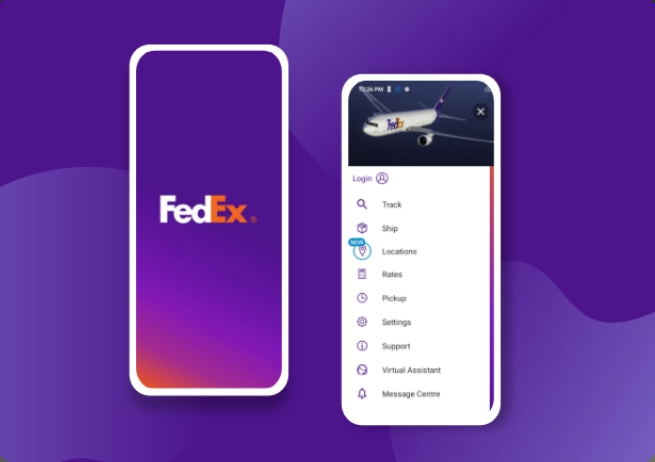 FedEx®
12:26 PM
FedEx
Login
Track
Ship
NEW
Locations
Rates
Pickup
Settings
Support
Virtual Assistant
Message Centre